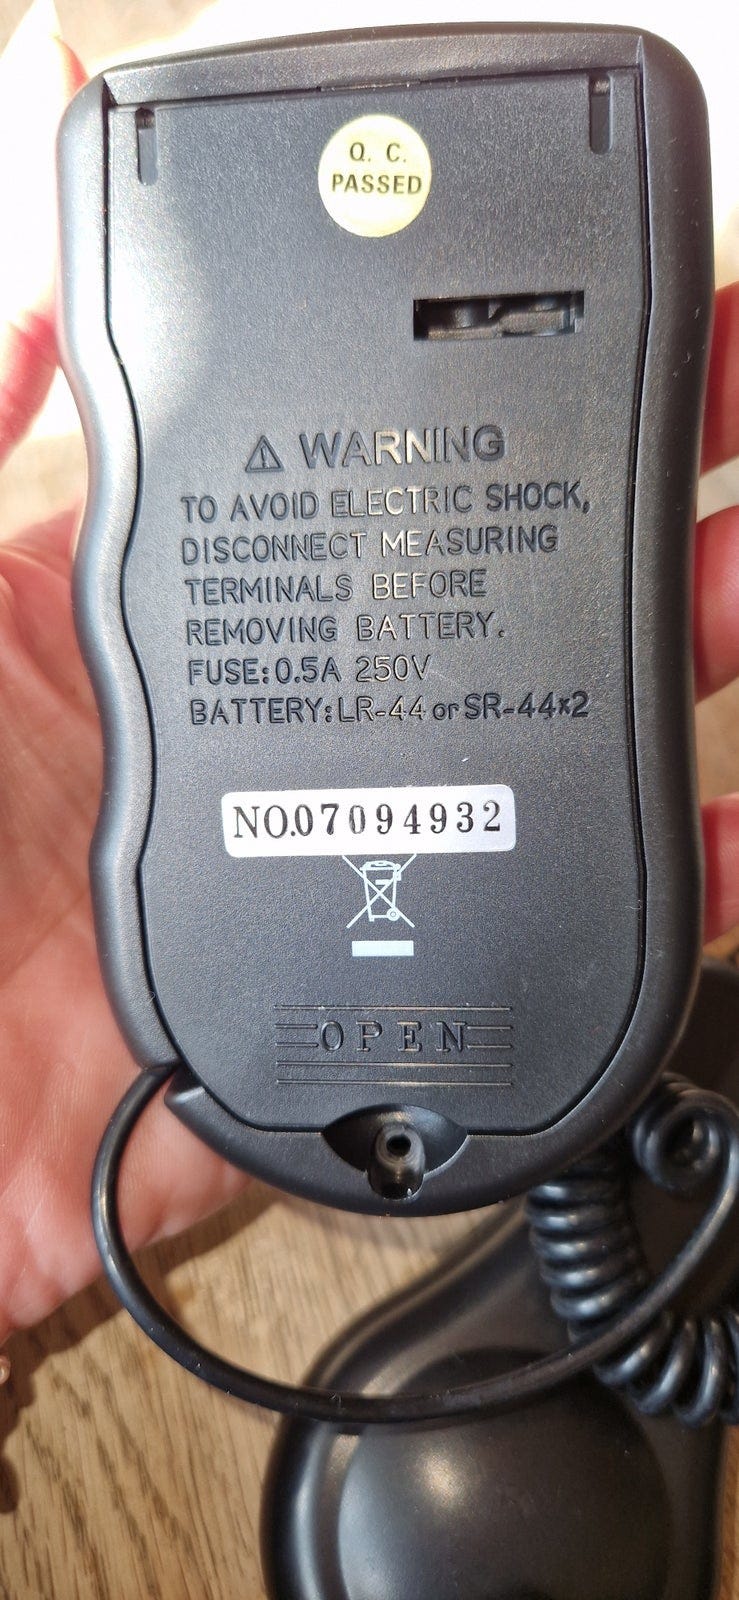 Q. C.
PASSED
WARNING
TO AVOID ELECTRIC SHOCK,
DISCONNECT MEASURING
TERMINALS BEFORE
REMOVING BATTERY.
FUSE:0.5A 250V
BATTERY:LR-44 or SR-44x2
NO.07094932
OPEN